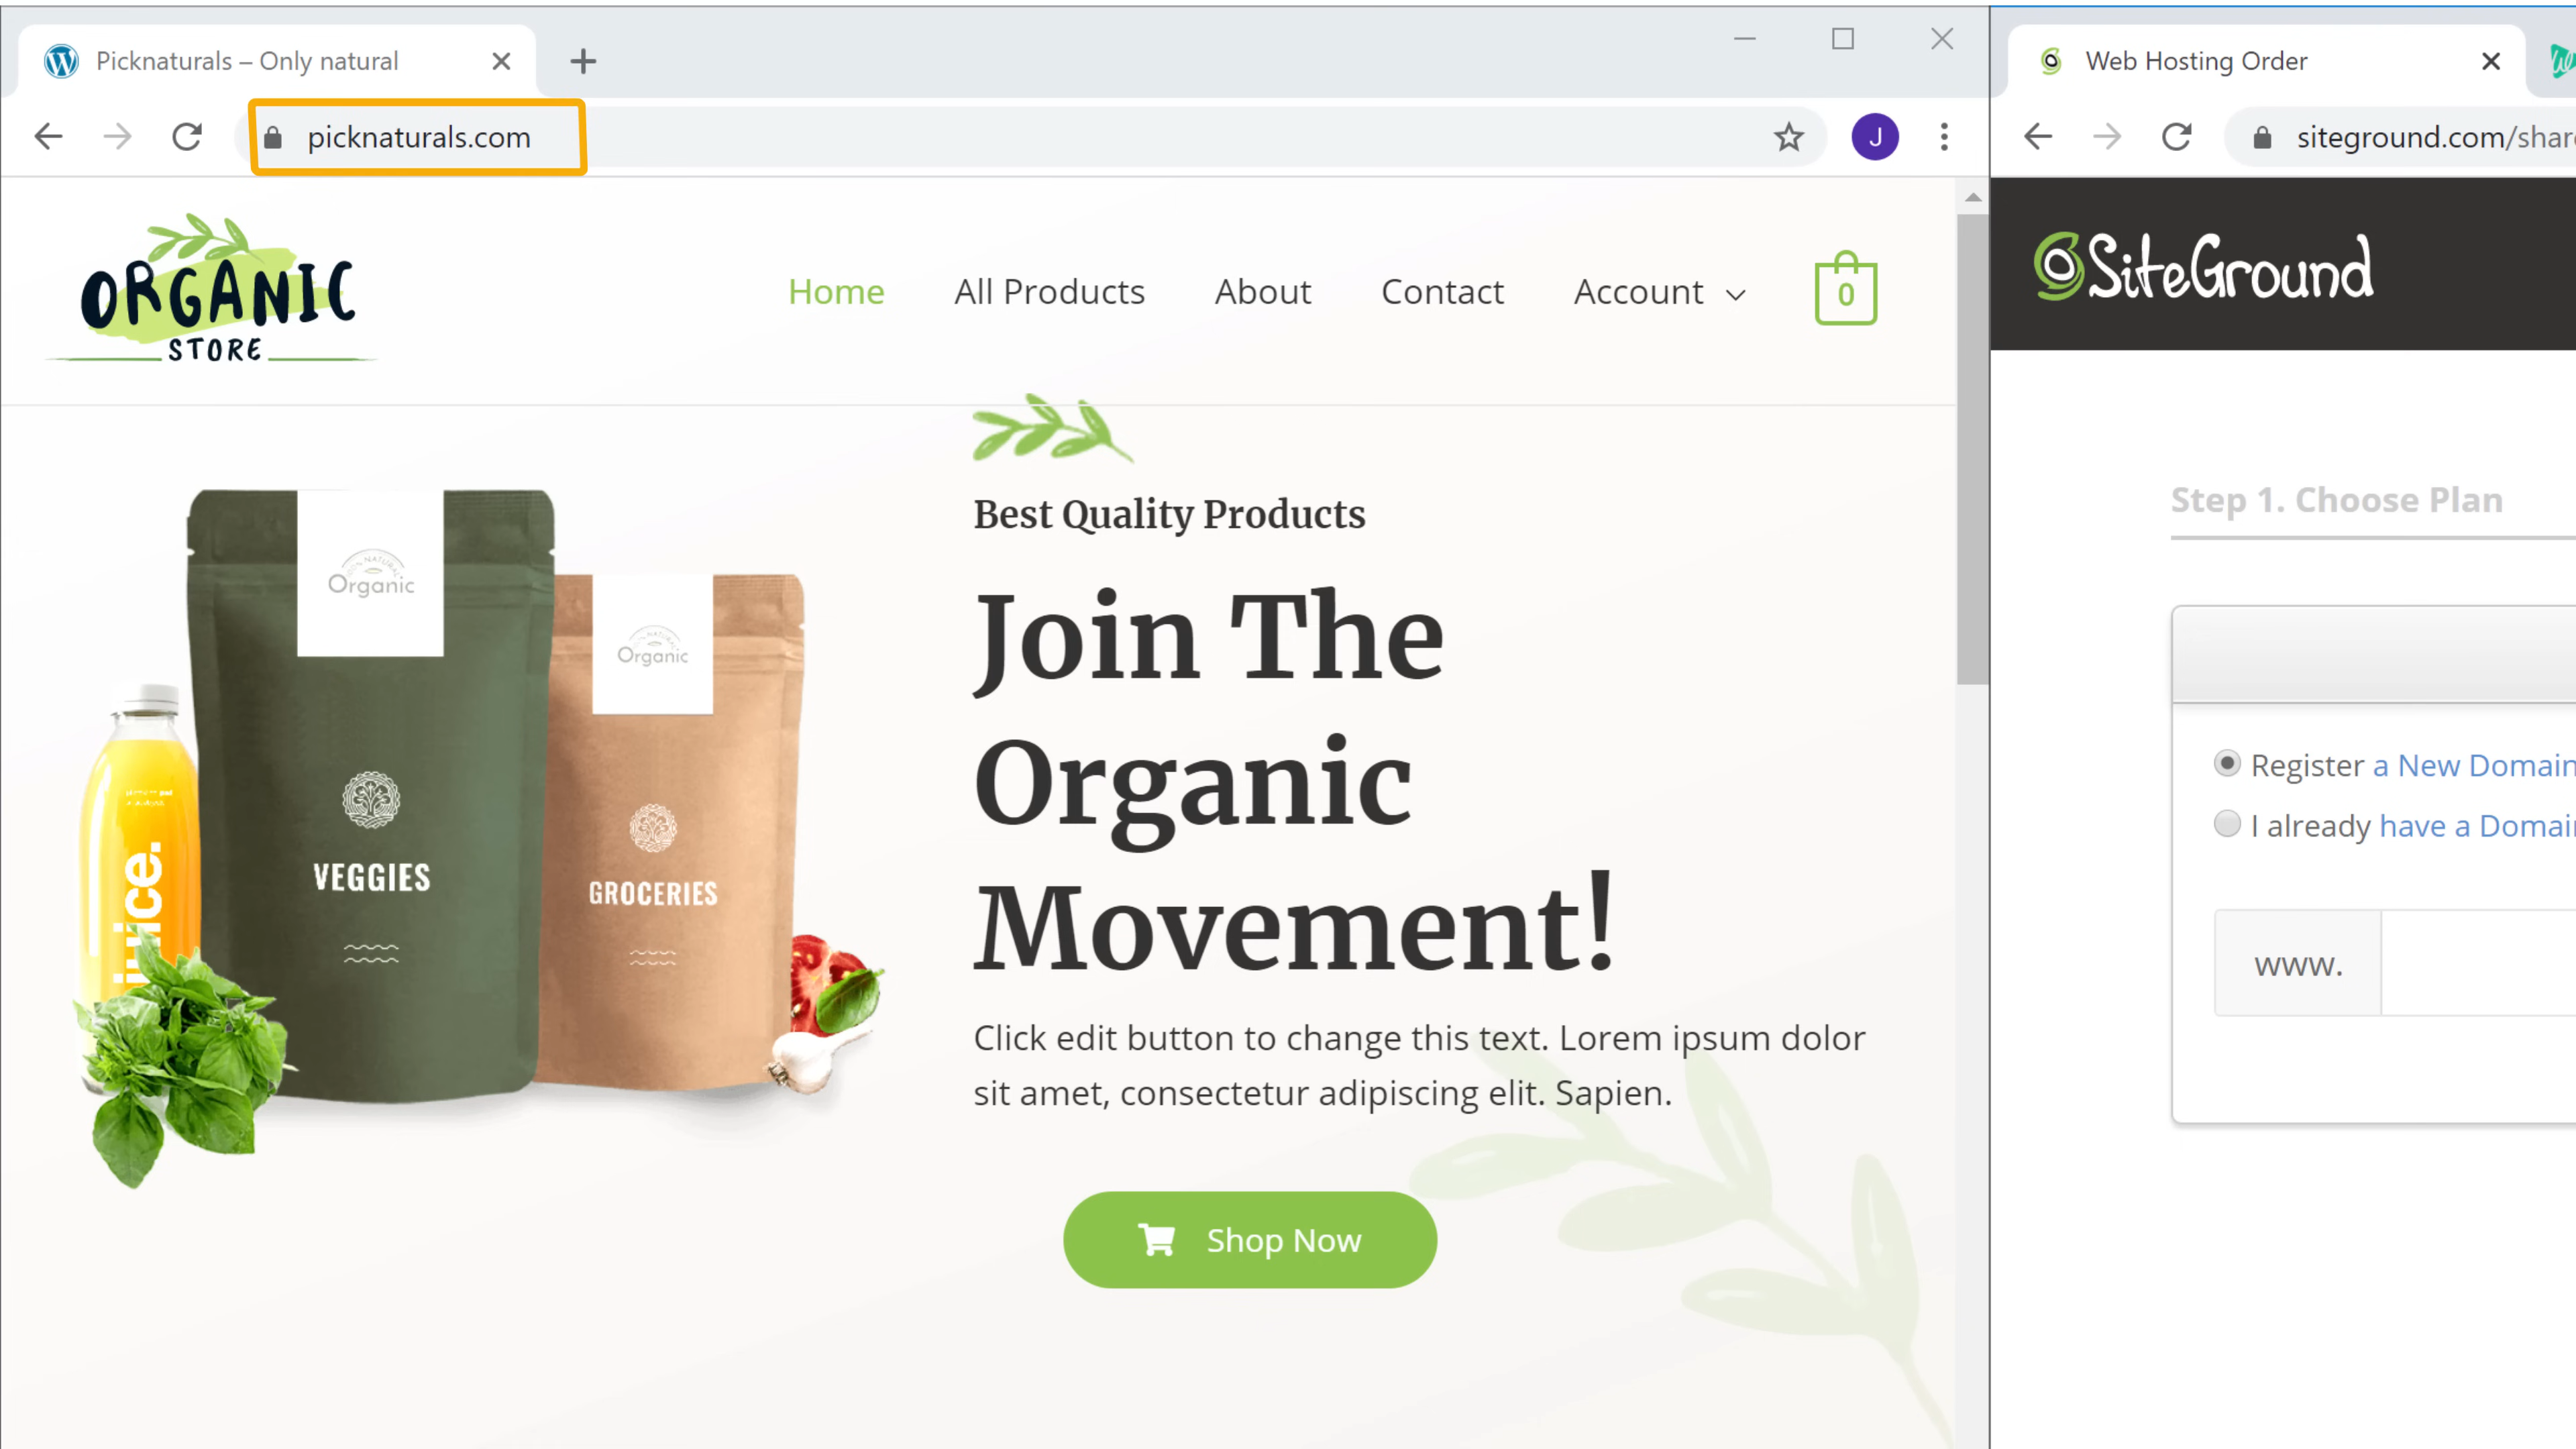 Picknaturals – Only natural
picknaturals.com
ORGANIC
STORE
Home
All Products
About
Contact
Account
0
J
Organic
VEGGIES
Organic
GROCERIES
juice.
Best Quality Products
Join The
Organic
Movement!
Click edit button to change this text. Lorem ipsum dolor
sit amet, consectetur adipiscing elit. Sapien.
Shop Now
Web Hosting Order
siteground.com/shar
SiteGround
Step 1. Choose Plan
Register a New Domain
I already have a Domain
www.